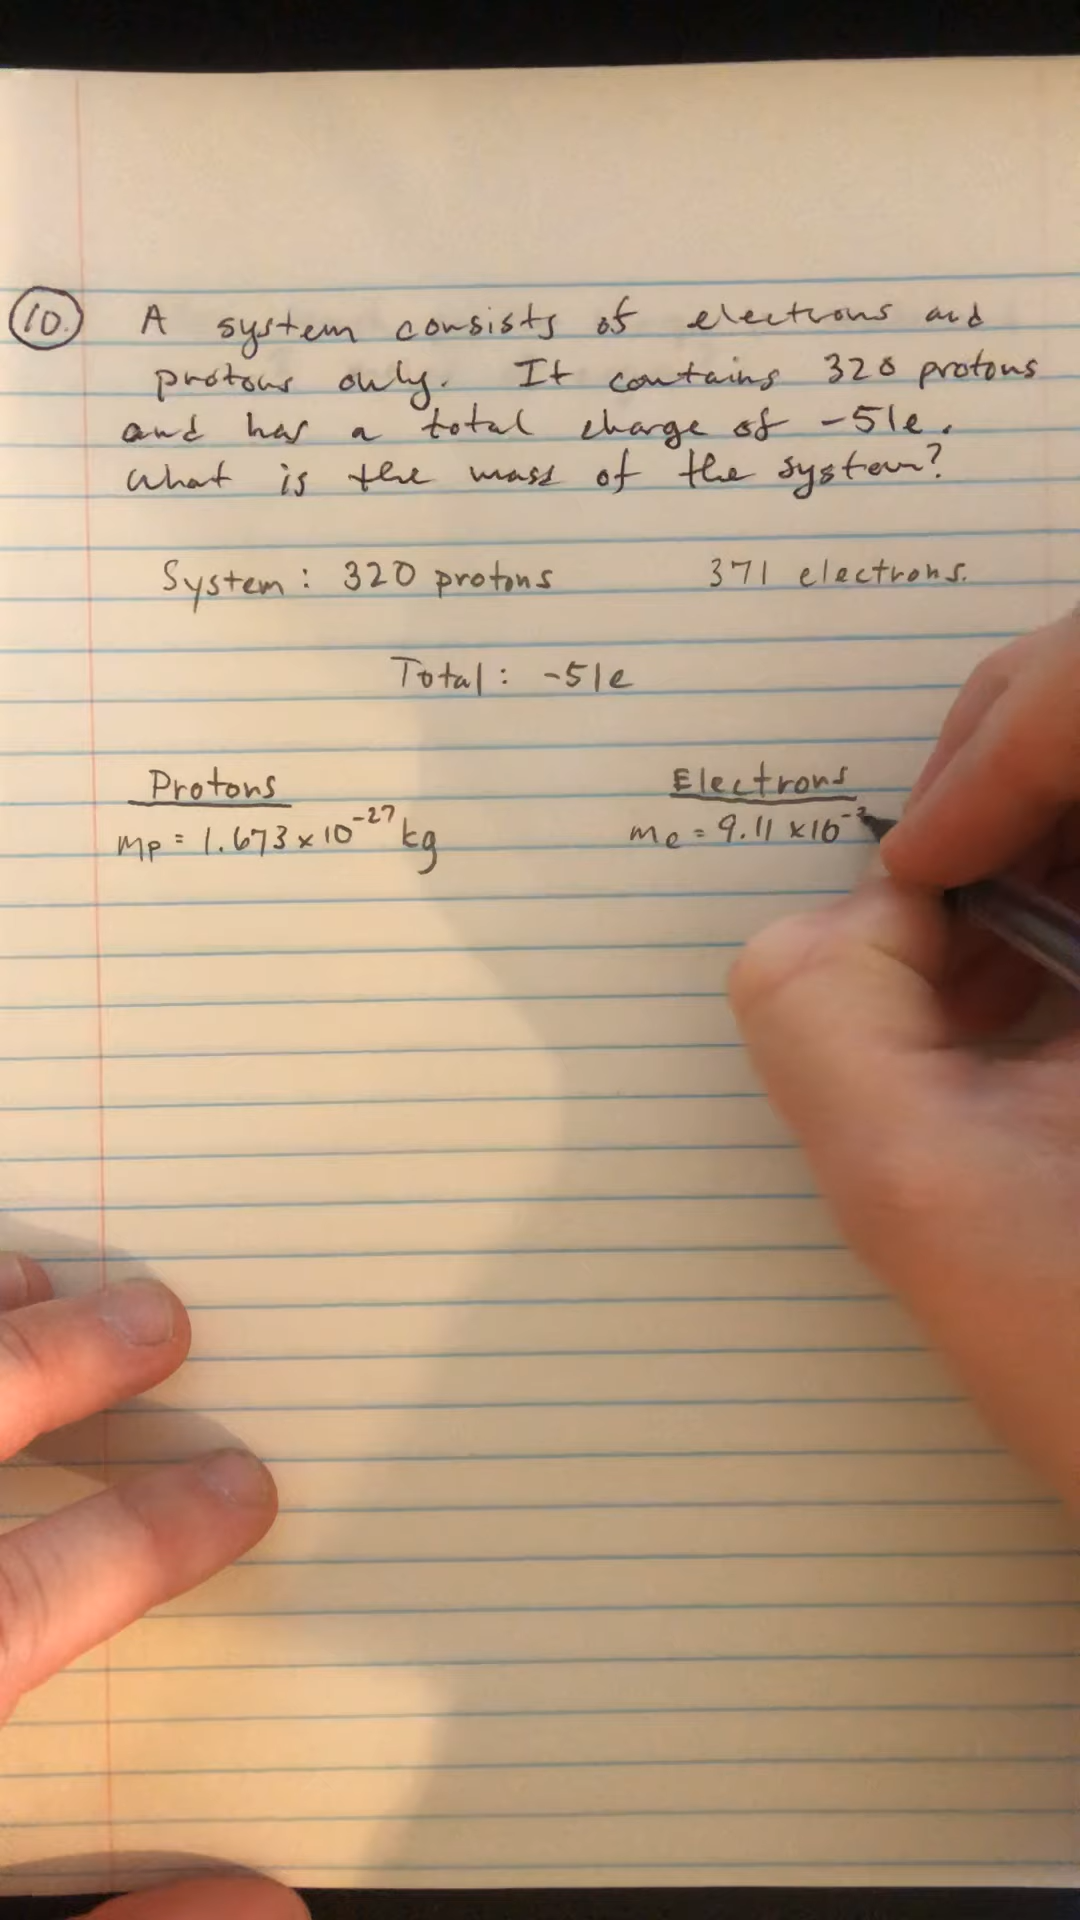 10. A system consists of electrons and
protons only. It contains 320 protons
and has a total charge of -51e.
What is the mass of the system?
System: 320 protons 371 electrons.
Total: -51e
Protons Electrons
mp = 1.673 x 10^-27 kg me = 9.11 x 10^-3